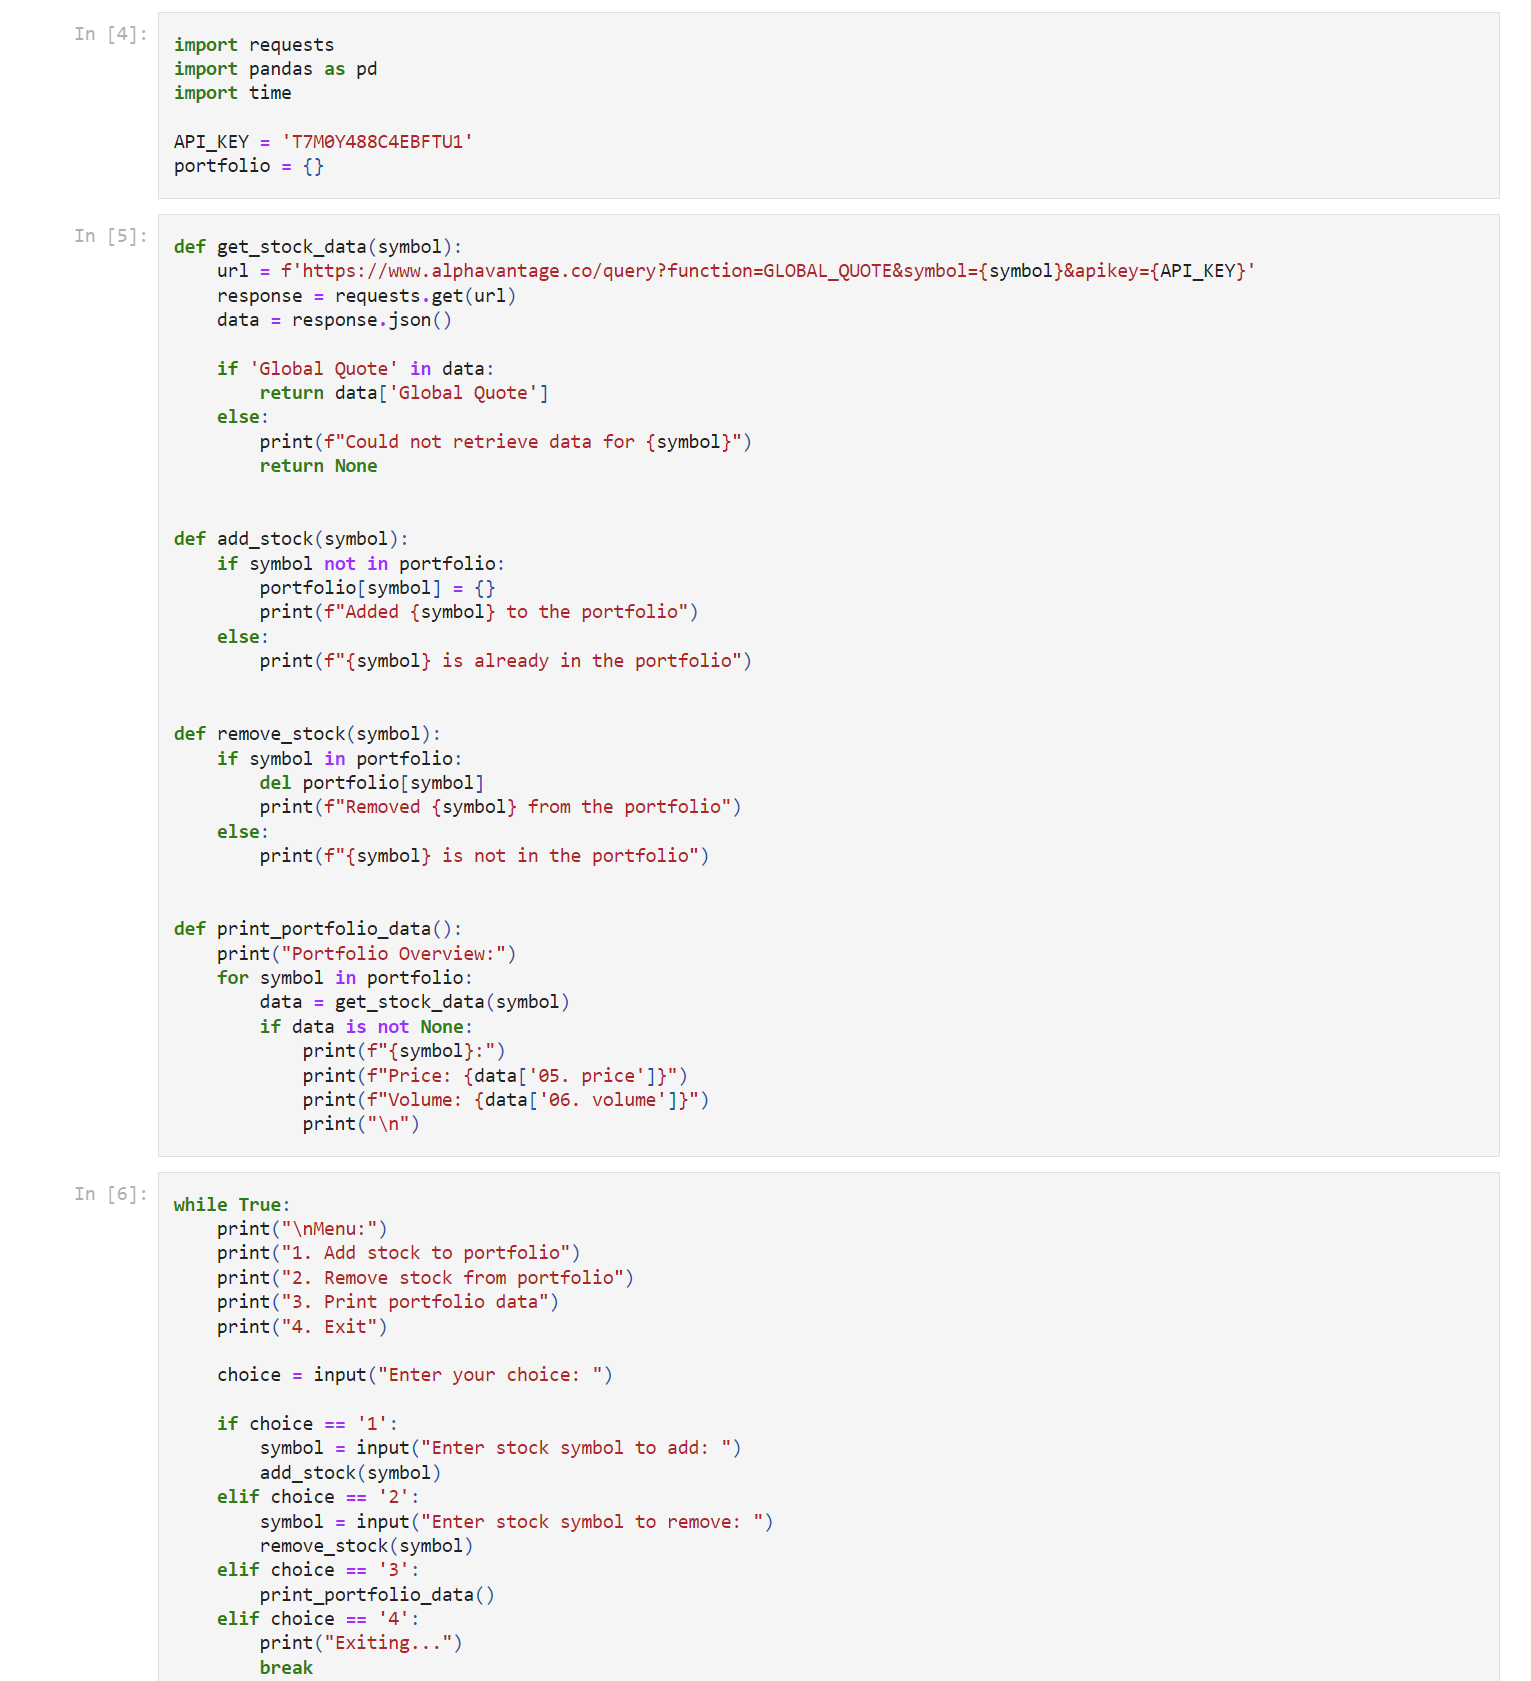 In [4]:
import requests
import pandas as pd
import time
API_KEY = 'T7M0Y488C4EBFTU1'
portfolio = {}
In [5]:
def get_stock_data(symbol):
    url = f'https://www.alphavantage.co/query?function=GLOBAL_QUOTE&symbol={symbol}&apikey={API_KEY}'
    response = requests.get(url)
    data = response.json()
    if 'Global Quote' in data:
        return data['Global Quote']
    else:
        print(f"Could not retrieve data for {symbol}")
        return None
def add_stock(symbol):
    if symbol not in portfolio:
        portfolio[symbol] = {}
        print(f"Added {symbol} to the portfolio")
    else:
        print(f"{symbol} is already in the portfolio")
def remove_stock(symbol):
    if symbol in portfolio:
        del portfolio[symbol]
        print(f"Removed {symbol} from the portfolio")
    else:
        print(f"{symbol} is not in the portfolio")
def print_portfolio_data():
    print("Portfolio Overview:")
    for symbol in portfolio:
        data = get_stock_data(symbol)
        if data is not None:
            print(f"{symbol}:")
            print(f"Price: {data['05. price']}")
            print(f"Volume: {data['06. volume']}")
            print("\n")
In [6]:
while True:
    print("\nMenu:")
    print("1. Add stock to portfolio")
    print("2. Remove stock from portfolio")
    print("3. Print portfolio data")
    print("4. Exit")
    choice = input("Enter your choice: ")
    if choice == '1':
        symbol = input("Enter stock symbol to add: ")
        add_stock(symbol)
    elif choice == '2':
        symbol = input("Enter stock symbol to remove: ")
        remove_stock(symbol)
    elif choice == '3':
        print_portfolio_data()
    elif choice == '4':
        print("Exiting...")
        break